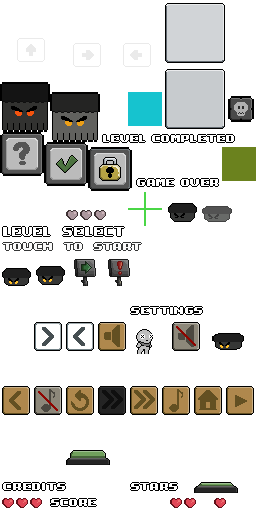 LEVEL COMPLETED
?
GAME OVER
LEVEL SELECT
TOUCH TO START
!
SETTINGS
CREDITS
STARS
SCORE